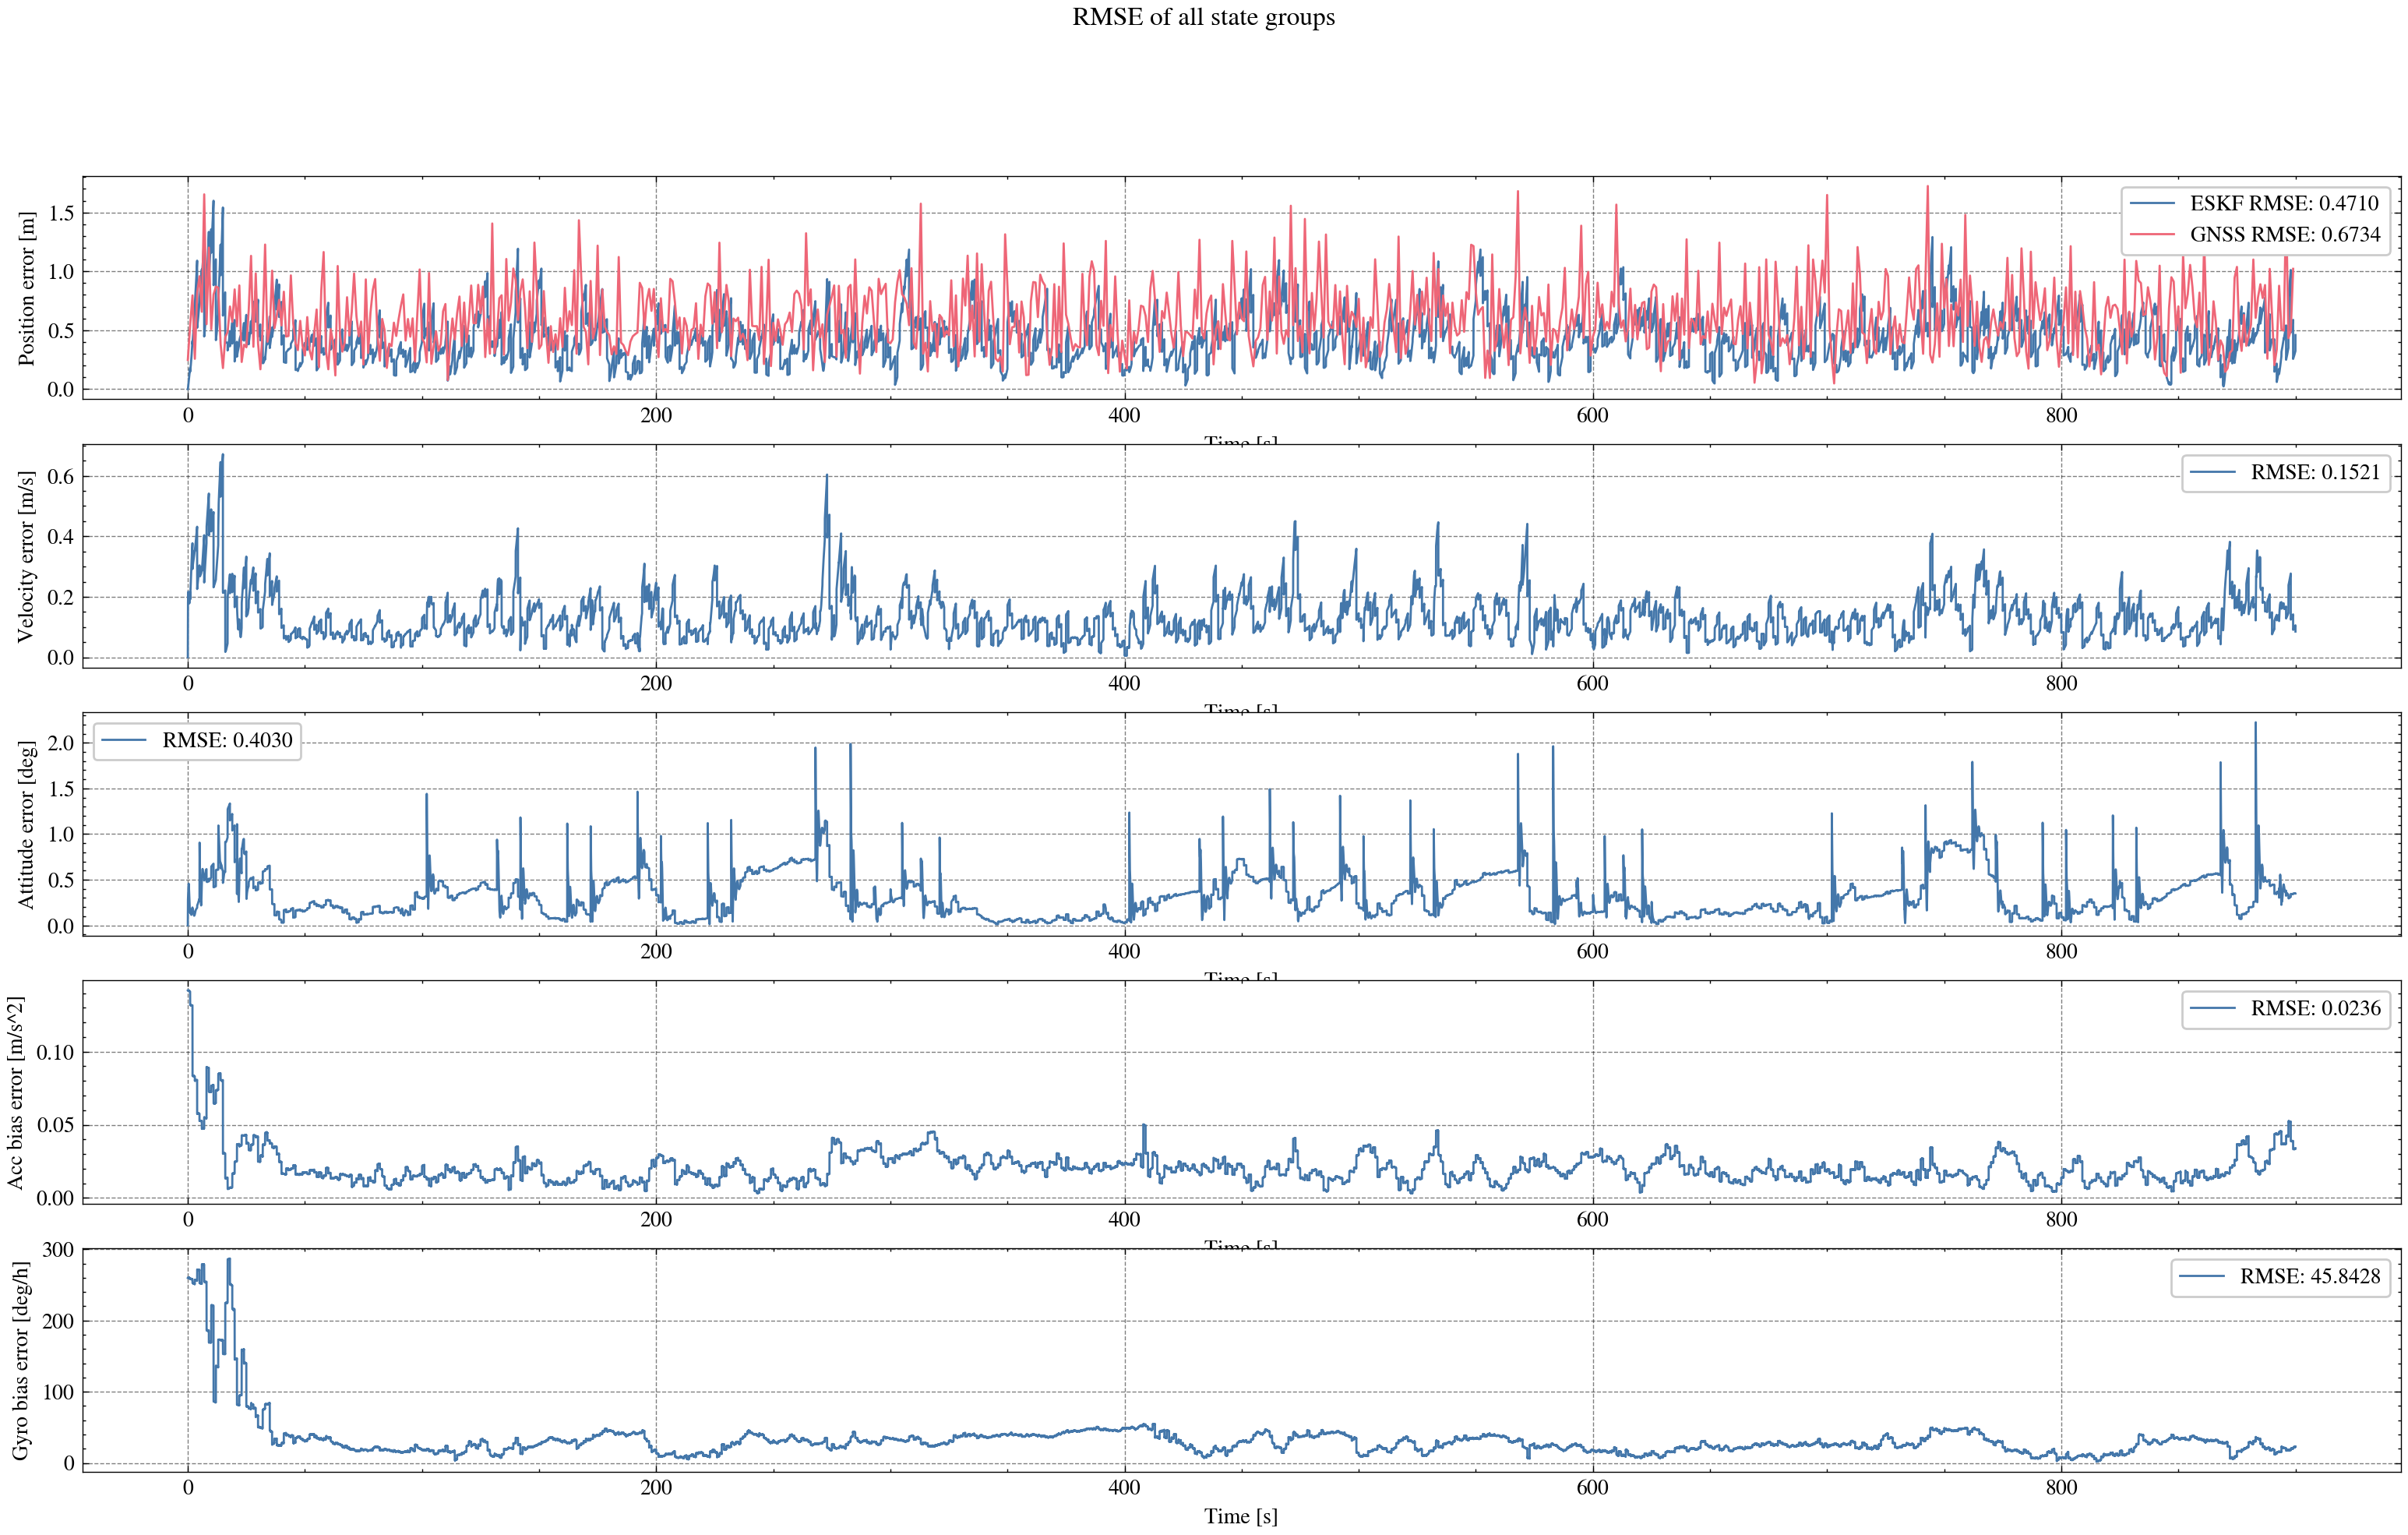 RMSE of all state groups
Position error [m]
1.5
1.0
0.5
0.0
ESKF RMSE: 0.4710
GNSS RMSE: 0.6734
0 200 400 600 800
Time [s]
Velocity error [m/s]
0.6
0.4
0.2
0.0
RMSE: 0.1521
0 200 400 600 800
Time [s]
Attitude error [deg]
2.0
1.5
1.0
0.5
0.0
RMSE: 0.4030
0 200 400 600 800
Time [s]
Acc bias error [m/s^2]
0.10
0.05
0.00
RMSE: 0.0236
0 200 400 600 800
Time [s]
Gyro bias error [deg/h]
300
200
100
0
RMSE: 45.8428
0 200 400 600 800
Time [s]